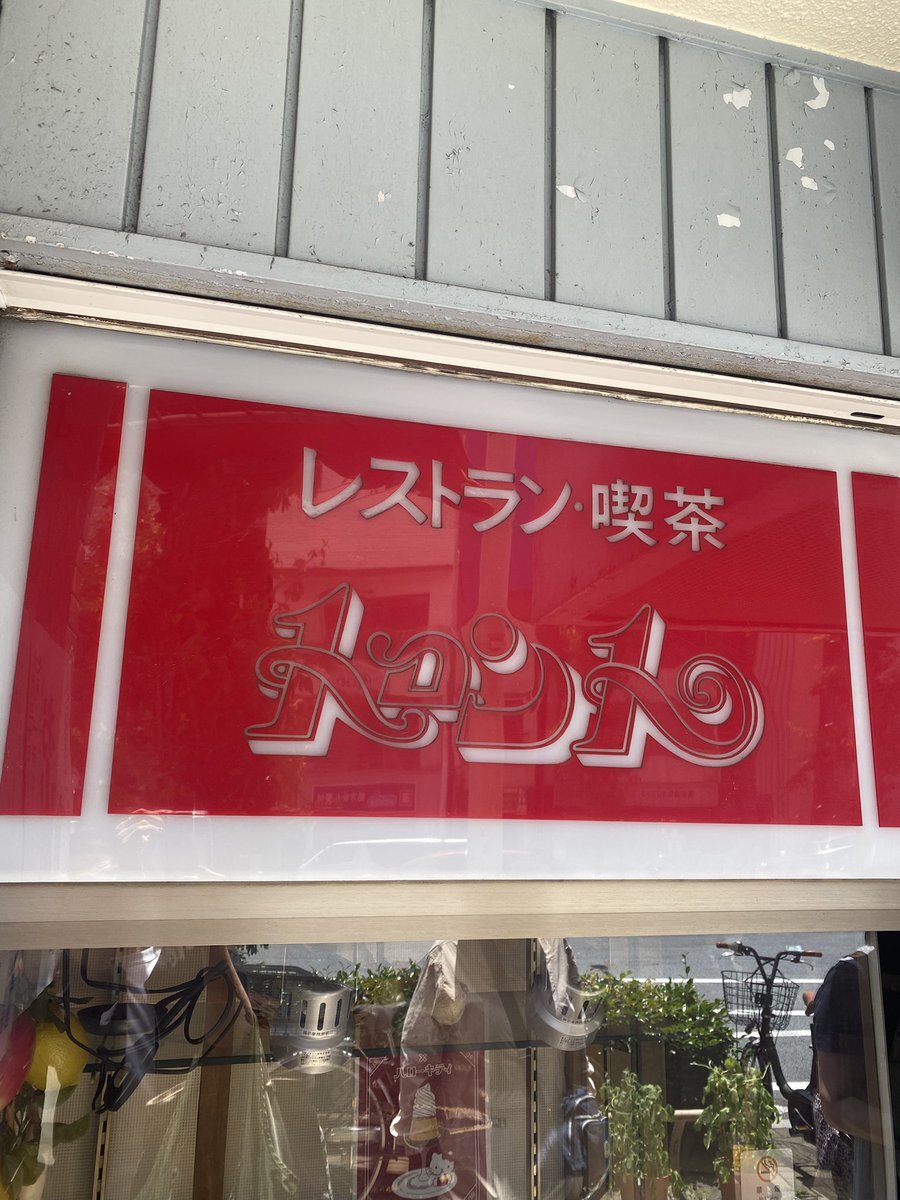 レストラン・喫茶
トロント
×
ハローキティ